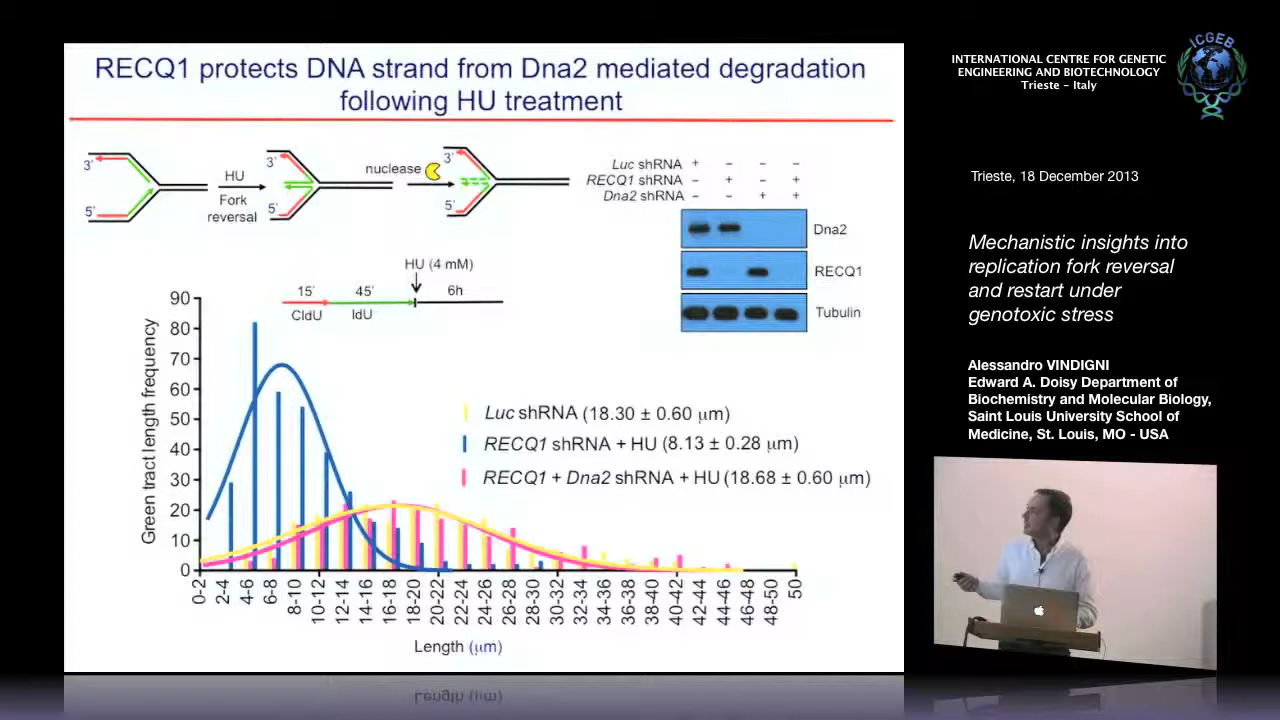 RECQ1 protects DNA strand from Dna2 mediated degradation
following HU treatment
3'
5'
HU
Fork
reversal
3'
5'
nuclease
3'
5'
Luc shRNA + – – –
RECQ1 shRNA – + – +
Dna2 shRNA – – + +
Dna2
RECQ1
Tubulin
HU (4 mM)
15' 45' 6h
CldU IdU
Green tract length frequency
90
80
70
60
50
40
30
20
10
0
Luc shRNA (18.30 ± 0.60 µm)
RECQ1 shRNA + HU (8.13 ± 0.28 µm)
RECQ1 + Dna2 shRNA + HU (18.68 ± 0.60 µm)
0-2 2-4 6-8 8-10 10-12 12-14 14-16 16-18 18-20 20-22 22-24 24-26 26-28 28-30 30-32 32-34 34-36 36-38 38-40 40-42 42-44 44-46 46-48 48-50 50
Length (µm)
INTERNATIONAL CENTRE FOR GENETIC
ENGINEERING AND BIOTECHNOLOGY
Trieste – Italy
ICGEB
Trieste, 18 December 2013
Mechanistic insights into
replication fork reversal
and restart under
genotoxic stress
Alessandro VINDIGNI
Edward A. Doisy Department of
Biochemistry and Molecular Biology,
Saint Louis University School of
Medicine, St. Louis, MO - USA